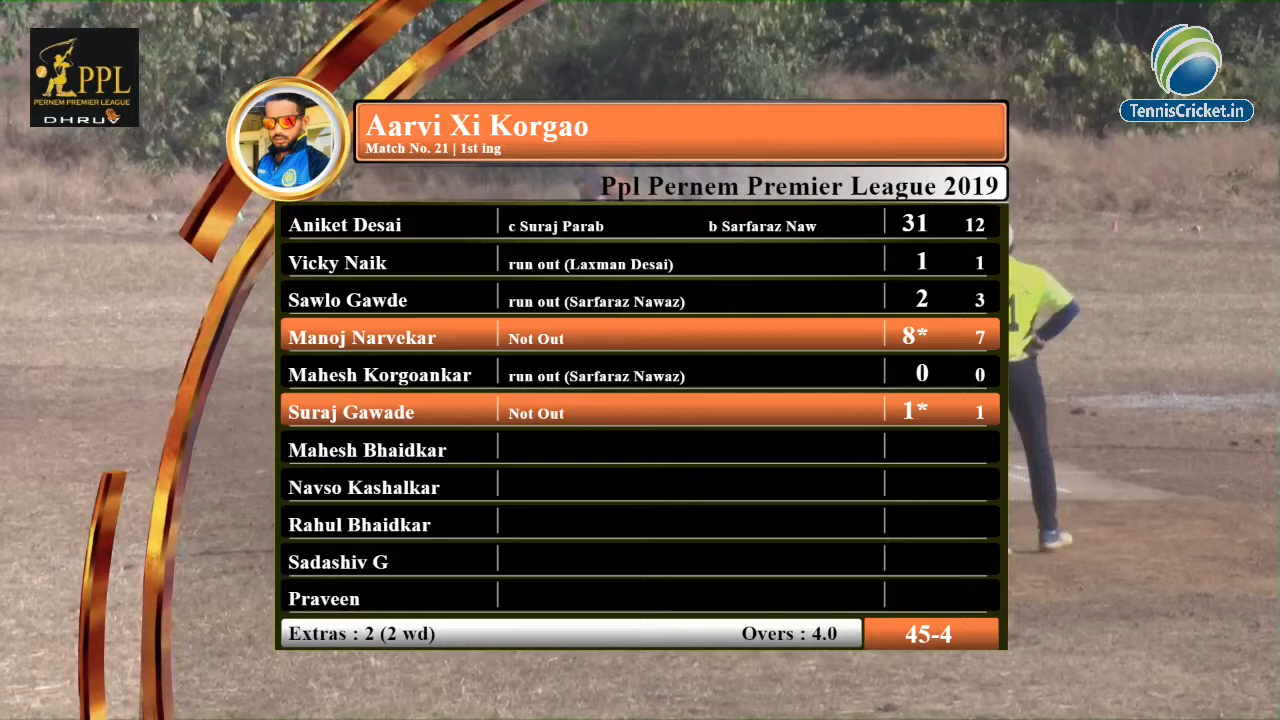 PPL
PERNEM PREMIER LEAGUE
DHRUV
TennisCricket.in
Aarvi Xi Korgao
Match No. 21 | 1st ing
Ppl Pernem Premier League 2019
Aniket Desai c Suraj Parab b Sarfaraz Naw 31 12
Vicky Naik run out (Laxman Desai) 1 1
Sawlo Gawde run out (Sarfaraz Nawaz) 2 3
Manoj Narvekar Not Out 8* 7
Mahesh Korgoankar run out (Sarfaraz Nawaz) 0 0
Suraj Gawade Not Out 1* 1
Mahesh Bhaidkar
Navso Kashalkar
Rahul Bhaidkar
Sadashiv G
Praveen
Extras : 2 (2 wd) Overs : 4.0 45-4